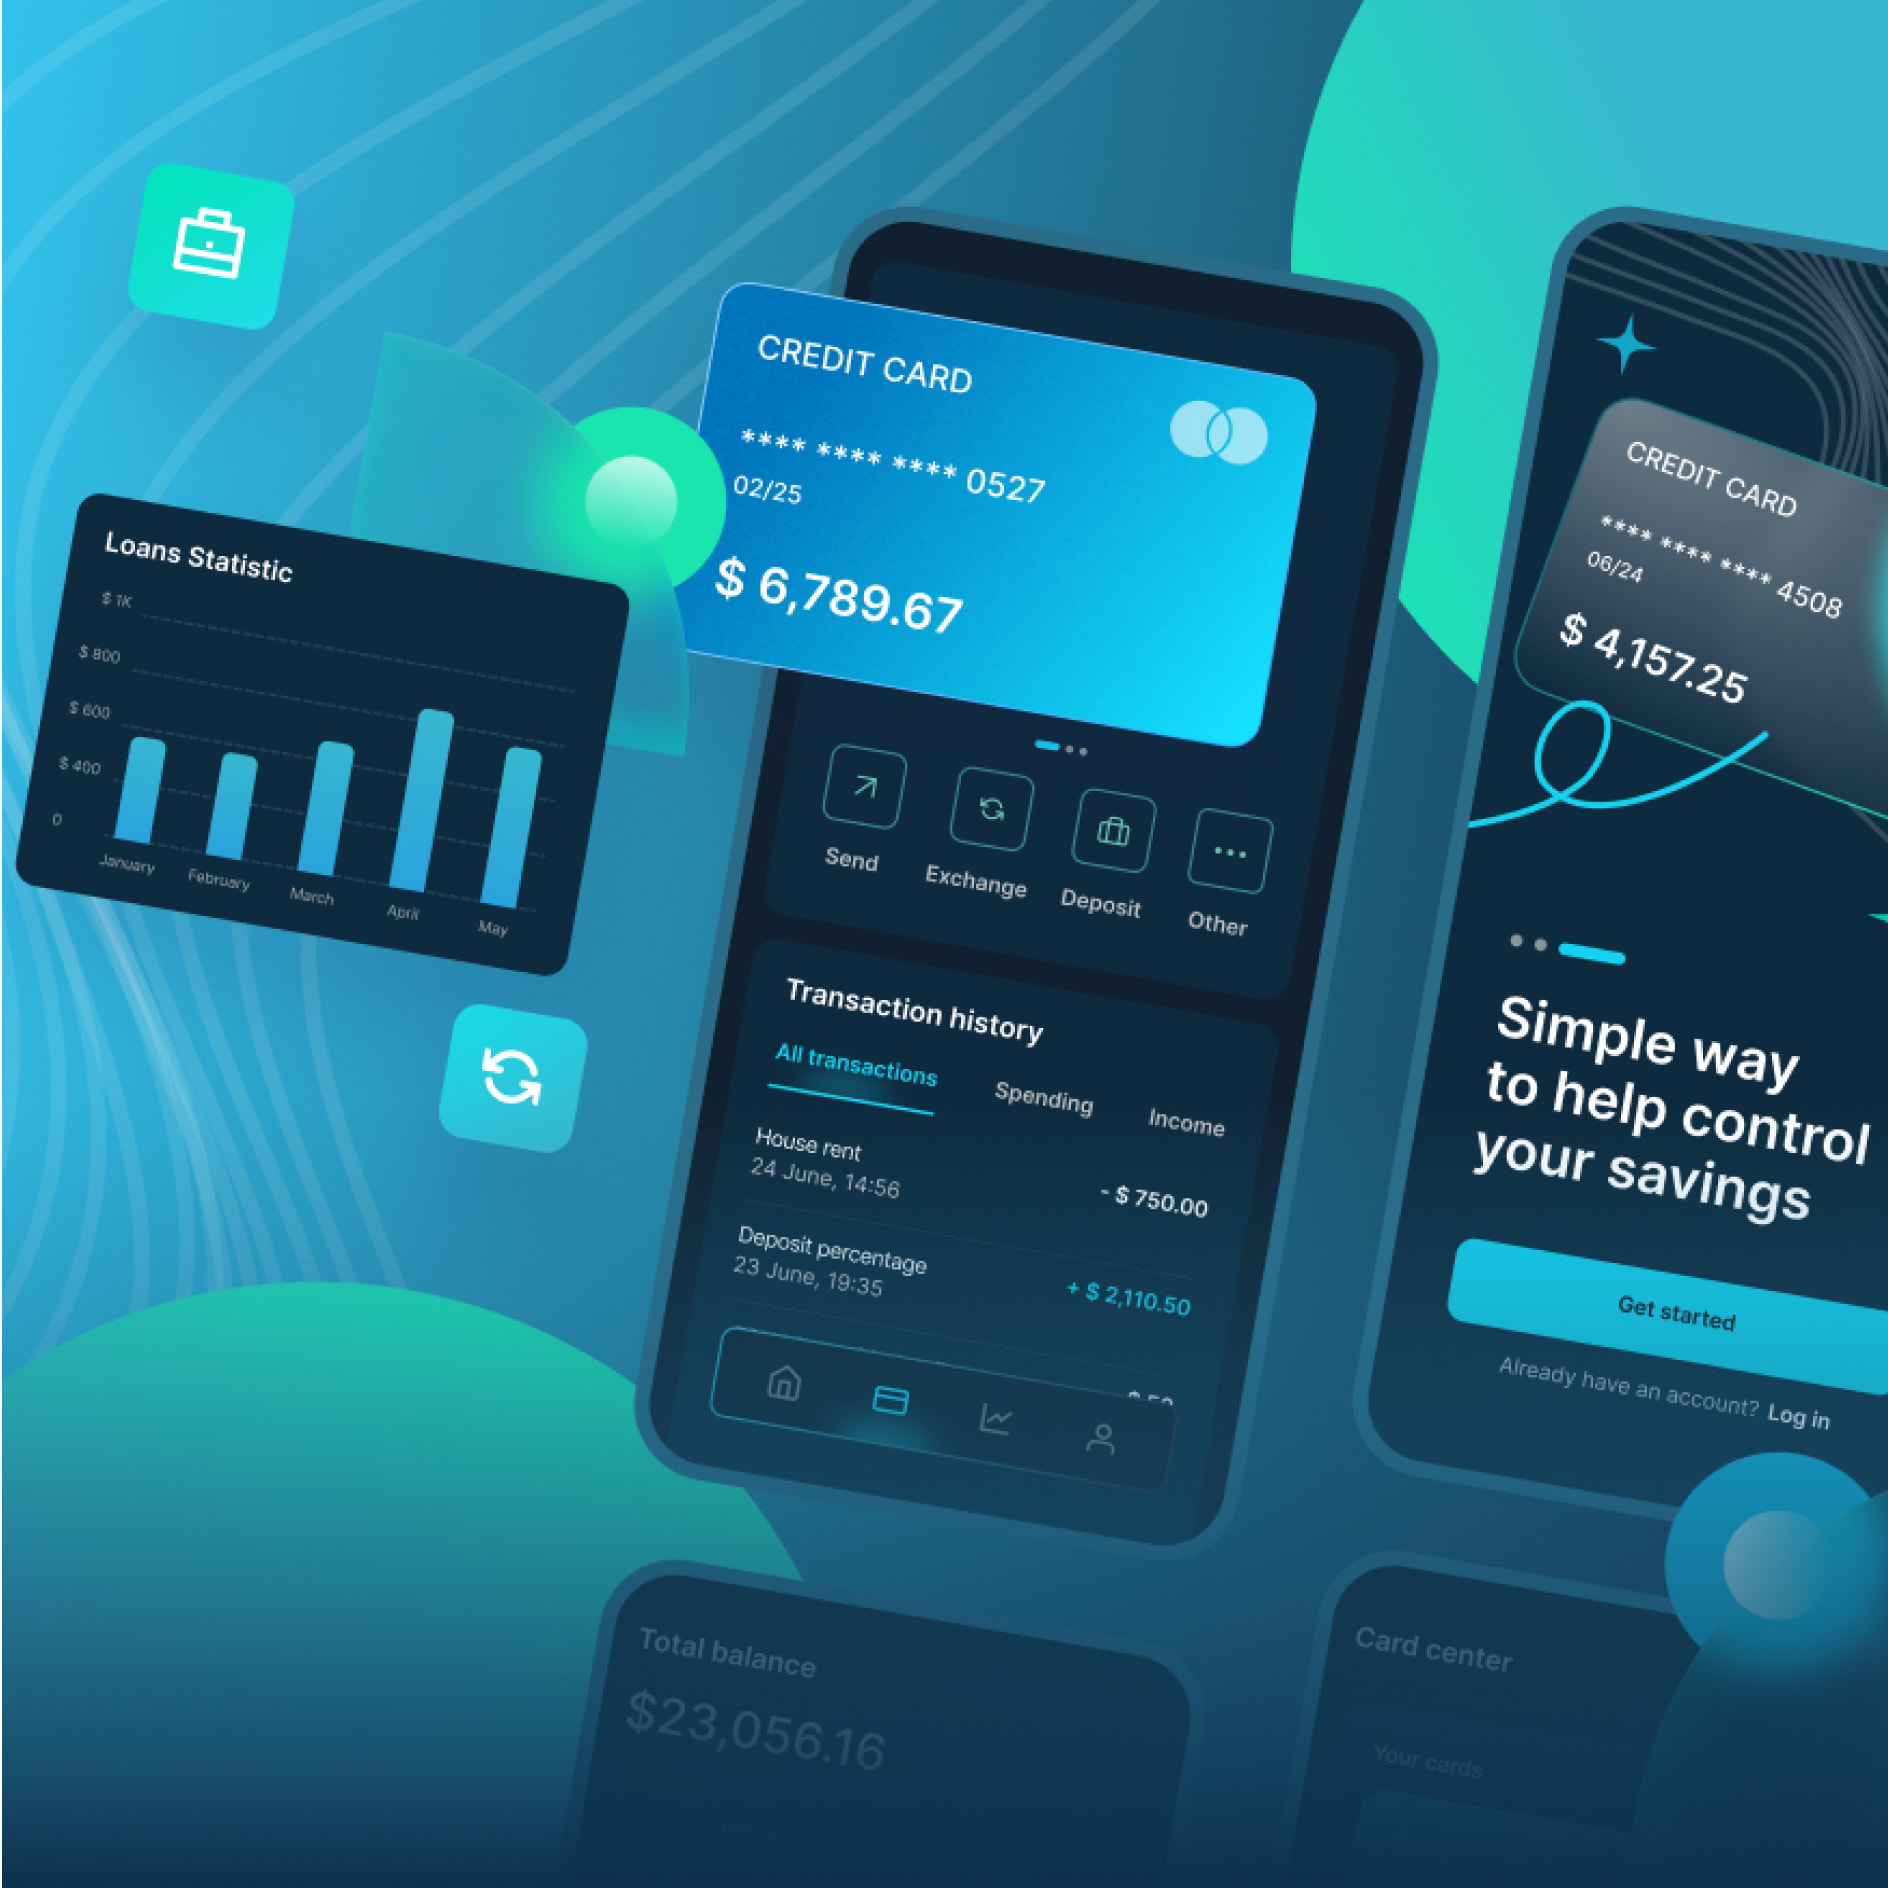 Loans Statistic
$ 1K
$ 800
$ 600
$ 400
0
January
February
March
April
May
CREDIT CARD
**** **** **** 0527
02/25
$ 6,789.67
Send
Exchange
Deposit
Other
Transaction history
All transactions
Spending
Income
House rent
24 June, 14:56
- $ 750.00
Deposit percentage
23 June, 19:35
+ $ 2,110.50
CREDIT CARD
**** **** **** 4508
06/24
$ 4,157.25
Simple way
to help control
your savings
Get started
Already have an account? Log in
Total balance
$23,056.16
Income
Card center
Your cards